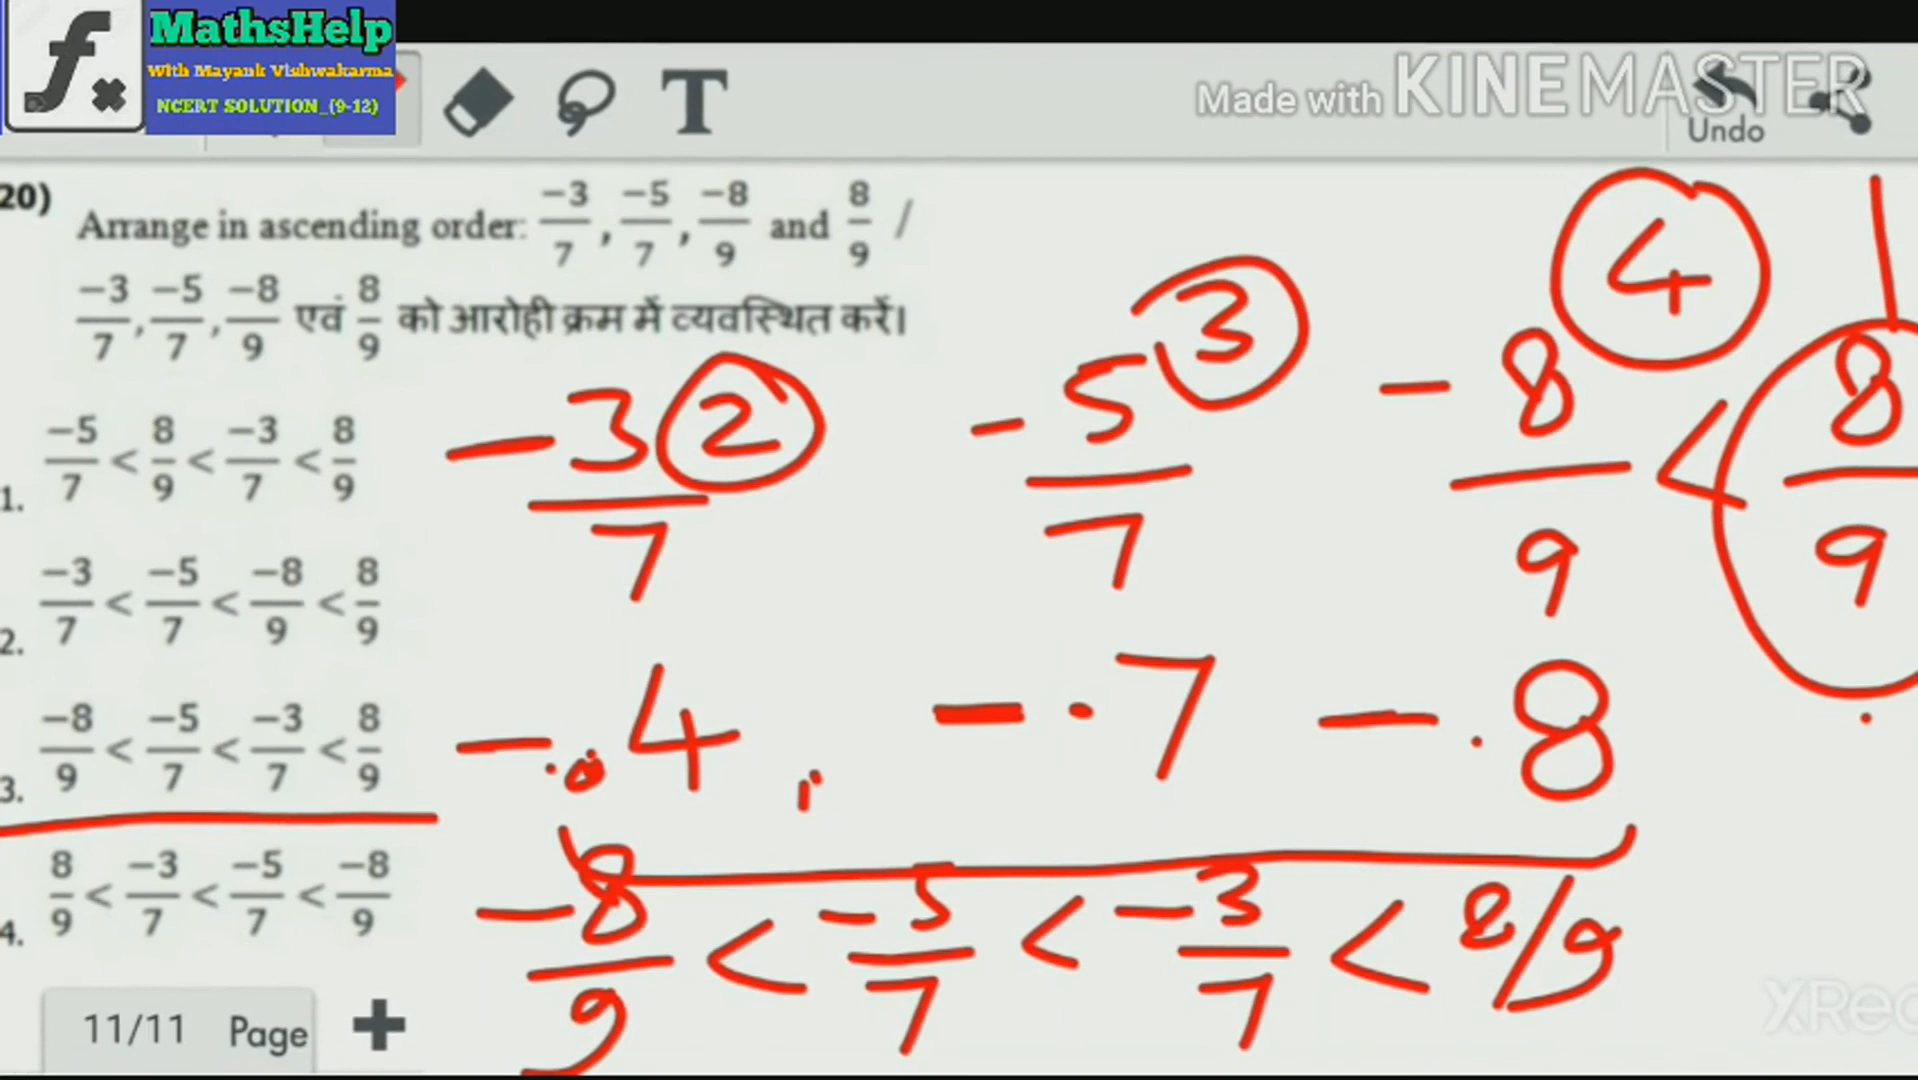 MathsHelp
With Mayank Vishwakarma
NCERT SOLUTION_(9-12)
fx
T
Made with KINEMASTER
Undo
20)
Arrange in ascending order: -3/7, -5/7, -8/9 and 8/9 /
-3/7, -5/7, -8/9 एवं 8/9 को आरोही क्रम में व्यवस्थित करें।
1. -5/7 < 8/9 < -3/7 < 8/9
2. -3/7 < -5/7 < -8/9 < 8/9
3. -8/9 < -5/7 < -3/7 < 8/9
4. 8/9 < -3/7 < -5/7 < -8/9
2 3 4 1
-3/7 -5/7 -8/9 < 8/9
-.4, -.7 -.8
-8/9 < -5/7 < -3/7 < 8/9
11/11 Page +
XRec